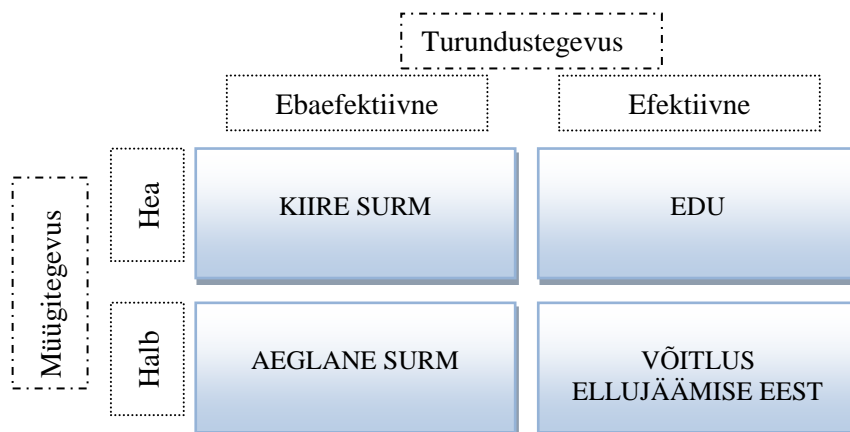 Turundustegevus
Ebaefektiivne
Efektiivne
Müügitegevus
Hea
KIIRE SURM
EDU
Halb
AEGLANE SURM
VÕITLUS
ELLUJÄÄMISE EEST